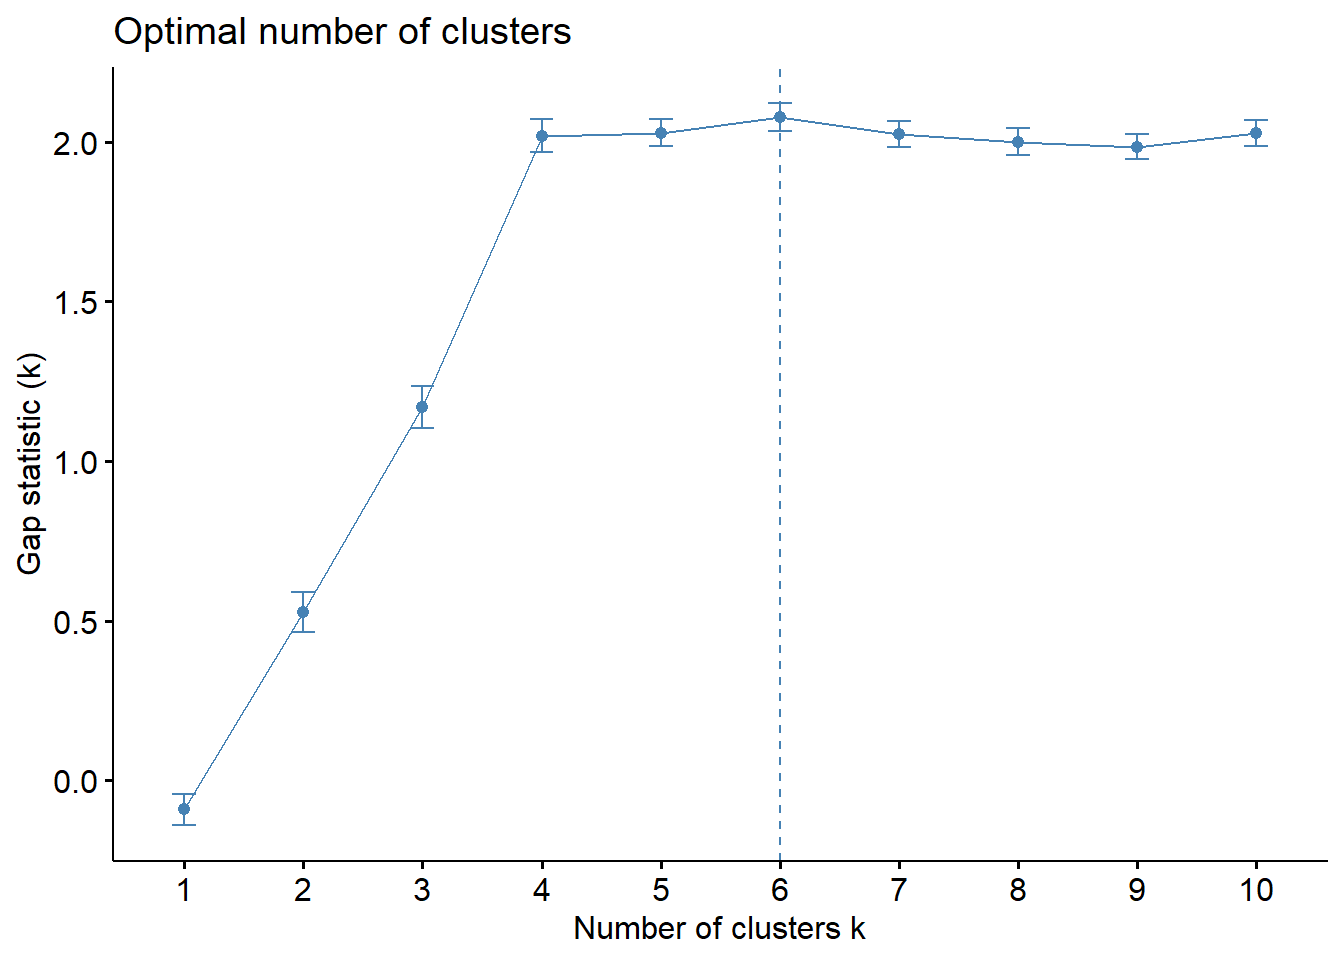 Optimal number of clusters
Gap statistic (k)
2.0
1.5
1.0
0.5
0.0
1 2 3 4 5 6 7 8 9 10
Number of clusters k